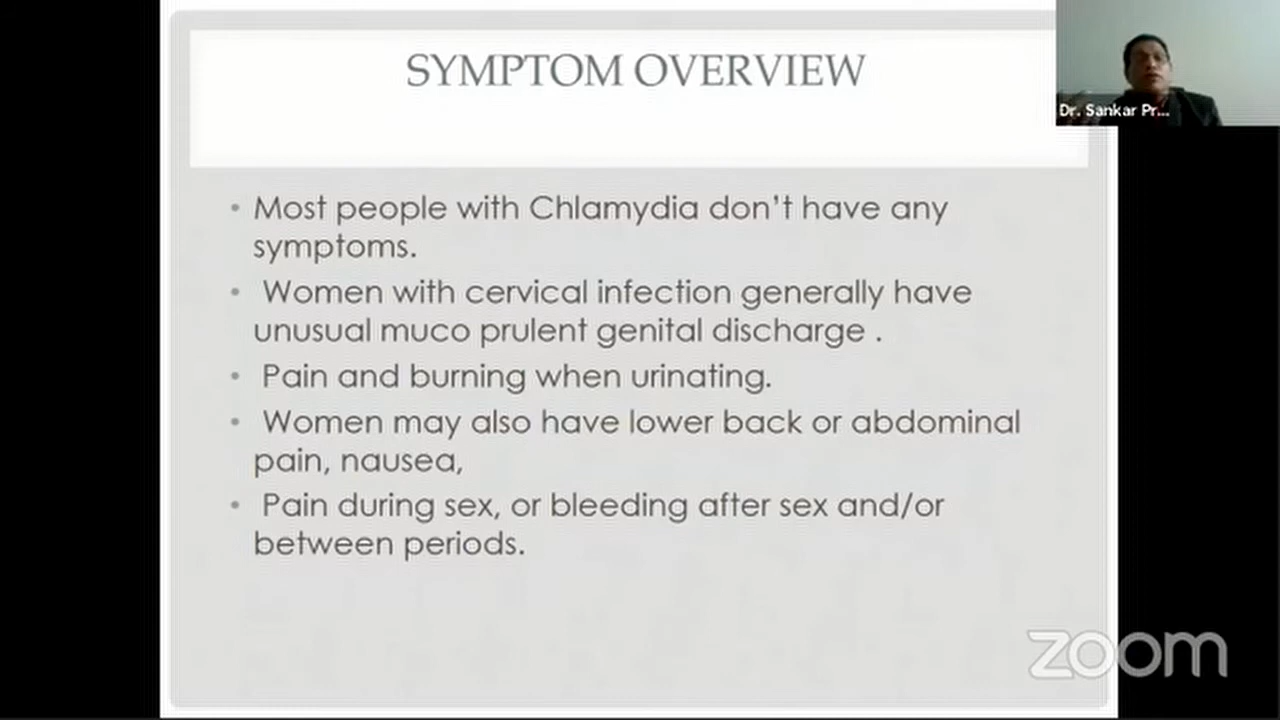 SYMPTOM OVERVIEW
Dr. Sankar Pr...
• Most people with Chlamydia don't have any
symptoms.
• Women with cervical infection generally have
unusual muco prulent genital discharge .
• Pain and burning when urinating.
• Women may also have lower back or abdominal
pain, nausea,
• Pain during sex, or bleeding after sex and/or
between periods.
zoom